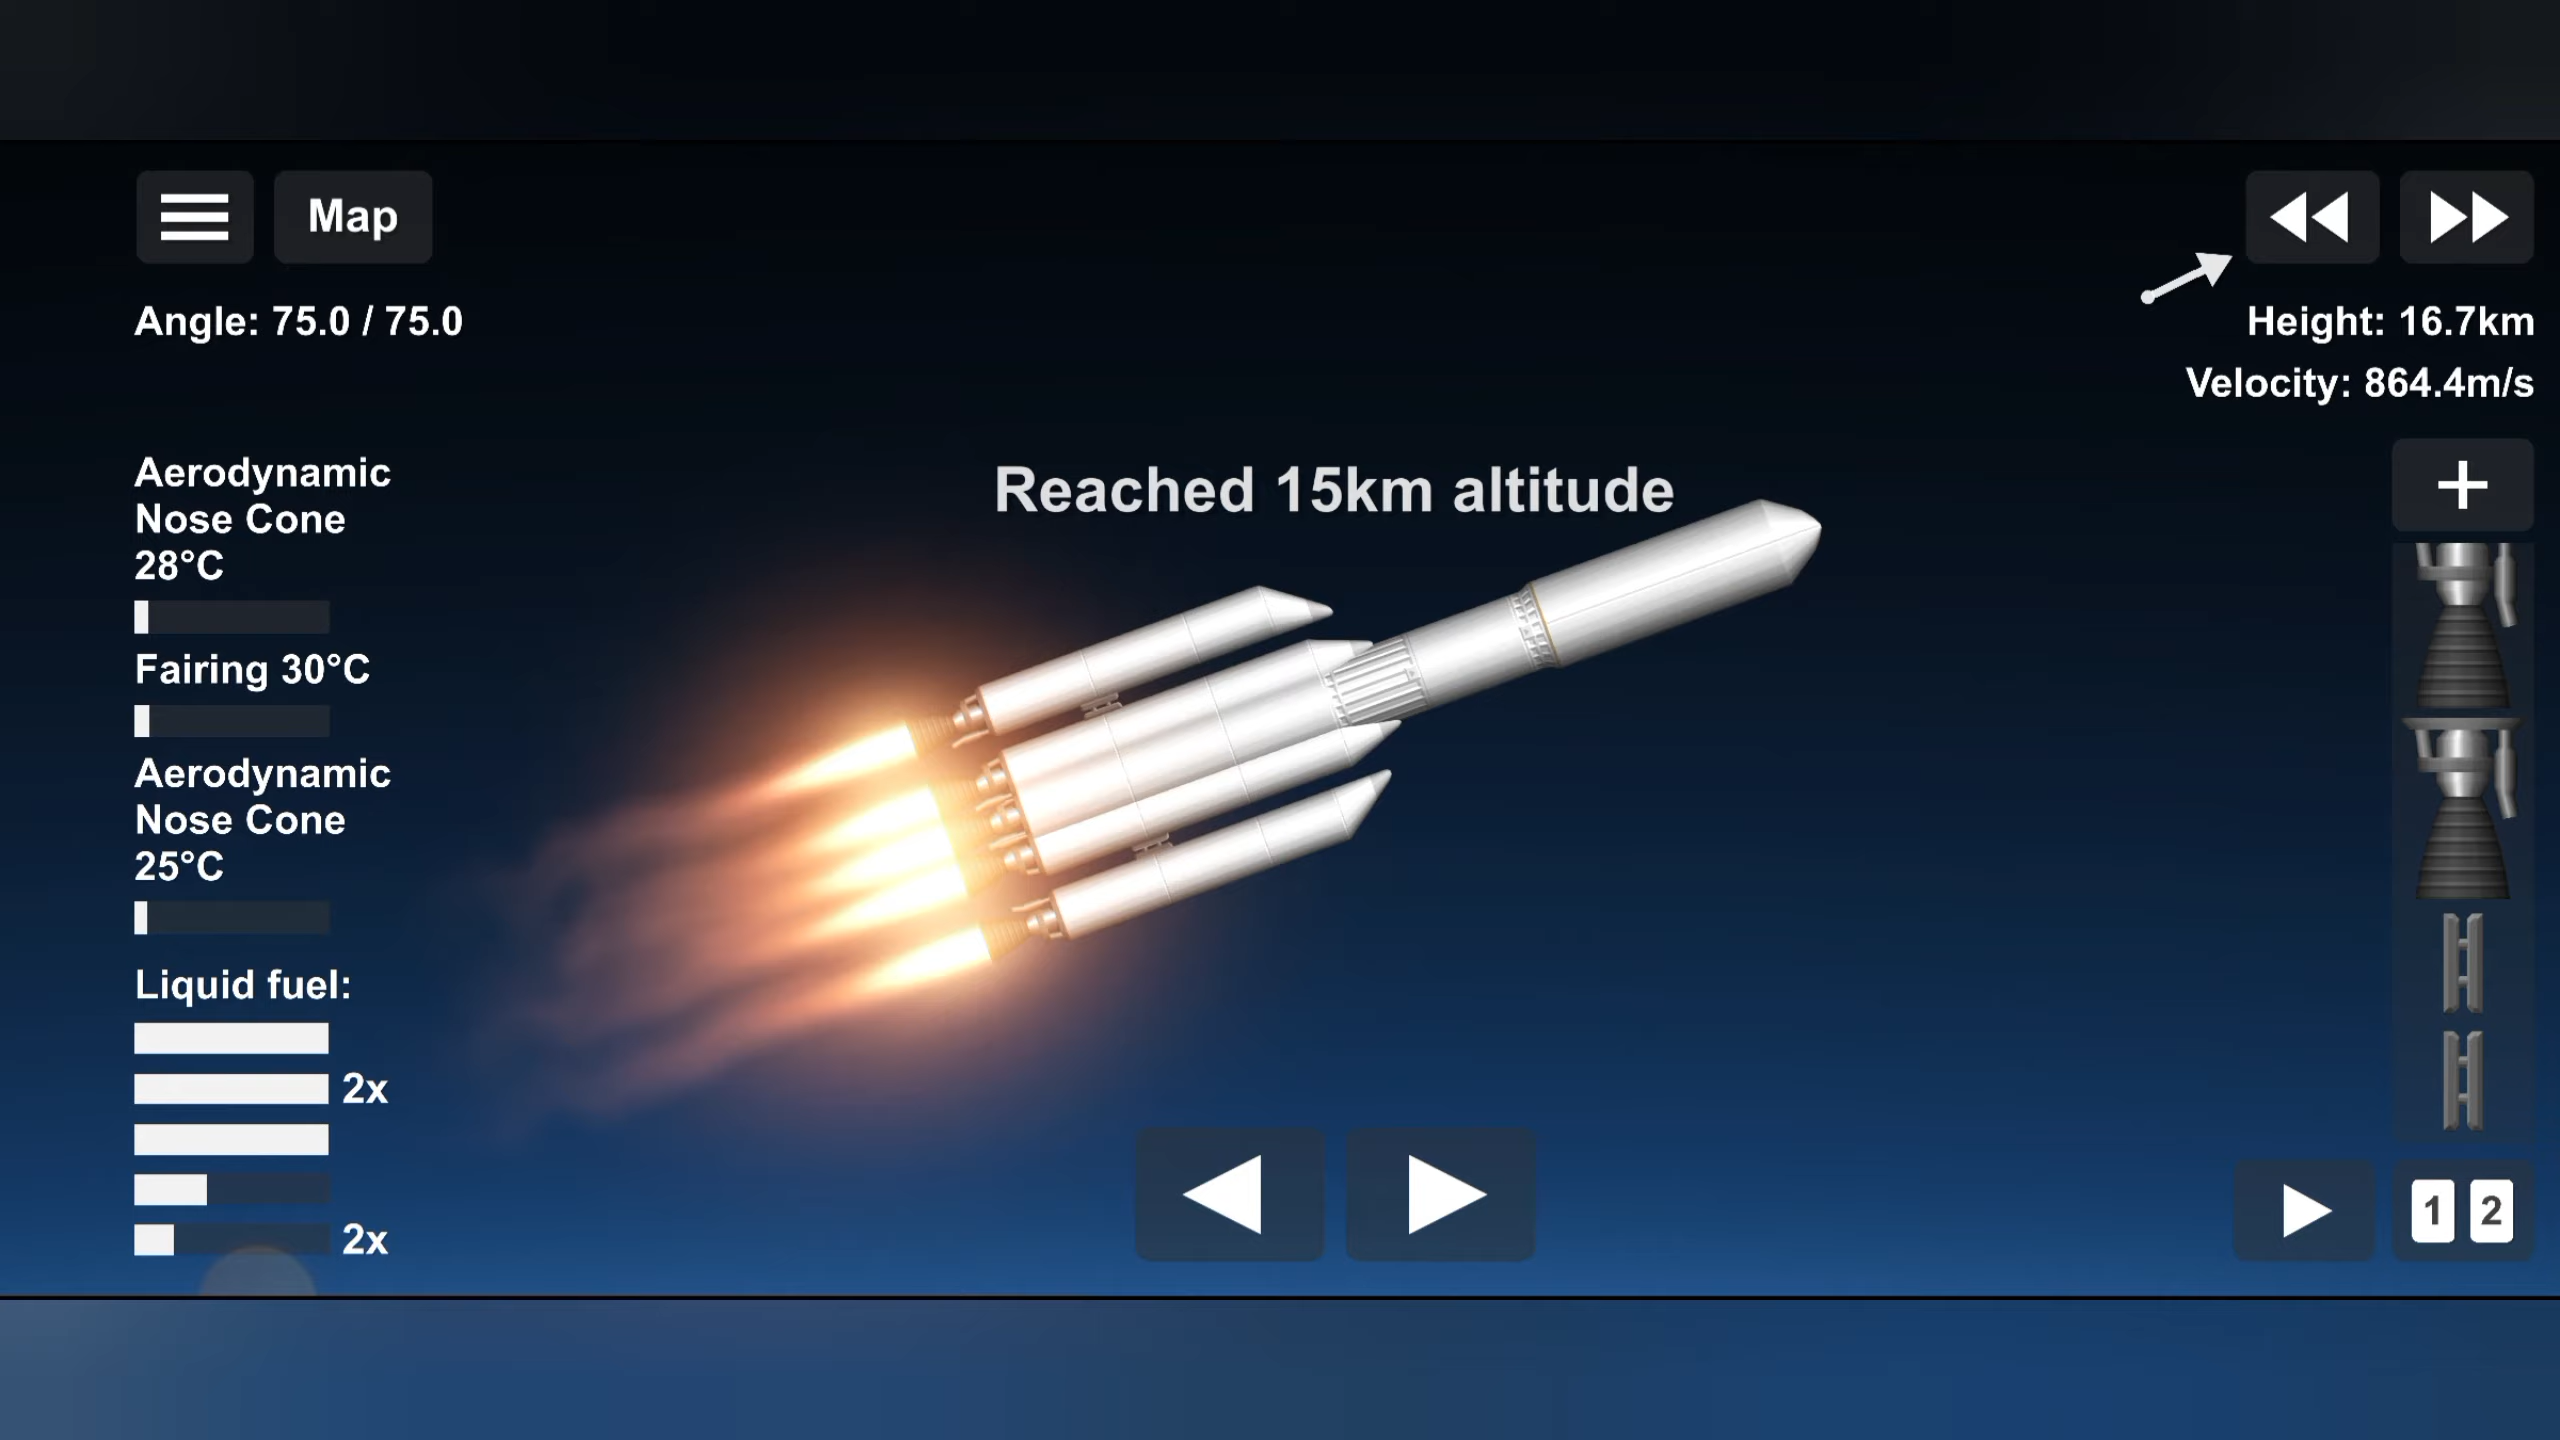 Map
Angle: 75.0 / 75.0
Height: 16.7km
Velocity: 864.4m/s
Reached 15km altitude
Aerodynamic
Nose Cone
28°C
Fairing 30°C
Aerodynamic
Nose Cone
25°C
Liquid fuel:
2x
2x
1 2